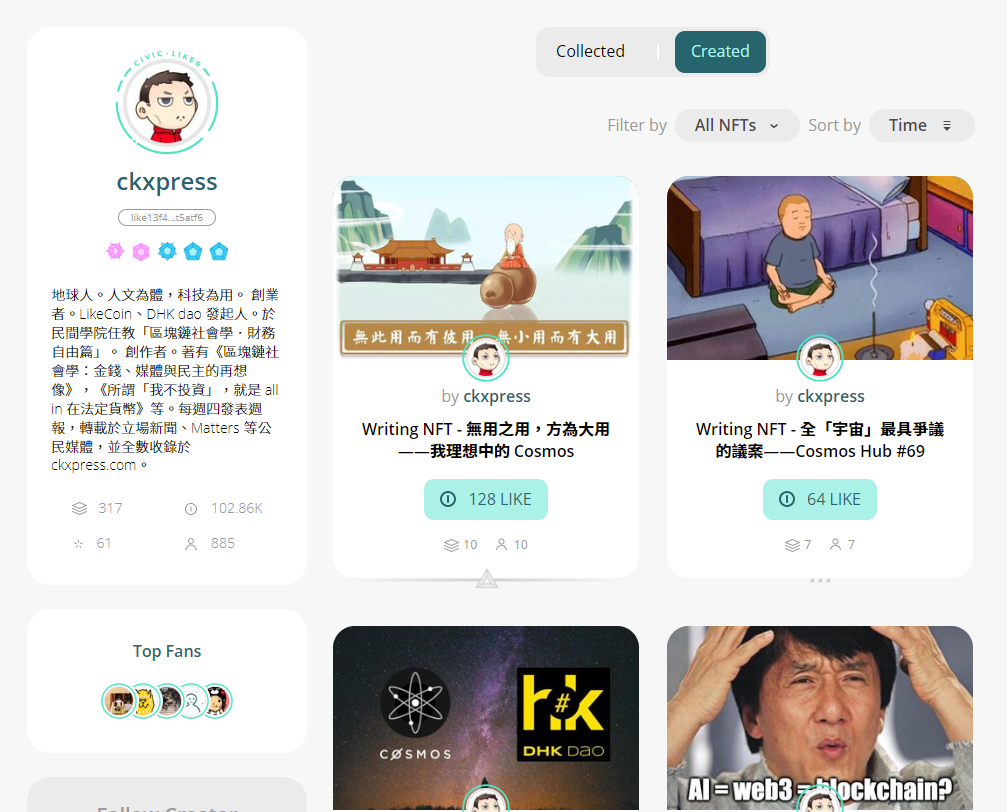 CIVIC · LIKER
ckxpress
like13f4...t5atf6
地球人。人文為體，科技為用。 創業
者。LikeCoin、DHK dao 發起人。於
民間學院任教「區塊鏈社會學．財務
自由篇」。 創作者。著有《區塊鏈社
會學：金錢、媒體與民主的再想
像》，《所謂「我不投資」，就是 all
in 在法定貨幣》等。每週四發表週
報，轉載於立場新聞、Matters 等公
民媒體，並全數收錄於
ckxpress.com。
317
102.86K
61
885
Top Fans
Follow Creator
Collected
Created
Filter by
All NFTs
Sort by
Time
無此用而有彼用
無小用而有大用
by ckxpress
Writing NFT - 無用之用，方為大用
——我理想中的 Cosmos
128 LIKE
10
10
by ckxpress
Writing NFT - 全「宇宙」最具爭議
的議案——Cosmos Hub #69
64 LIKE
7
7
COSMOS
h#k
DHK dao
AI = web3 = blockchain?